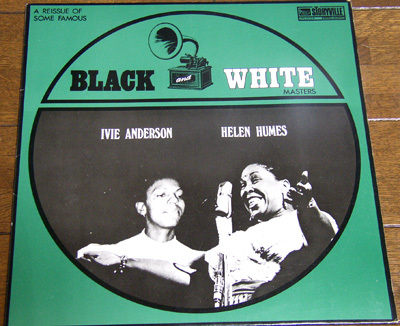 A REISSUE OF
SOME FAMOUS
STORYVILLE
BLACK and WHITE
MASTERS
IVIE ANDERSON HELEN HUMES